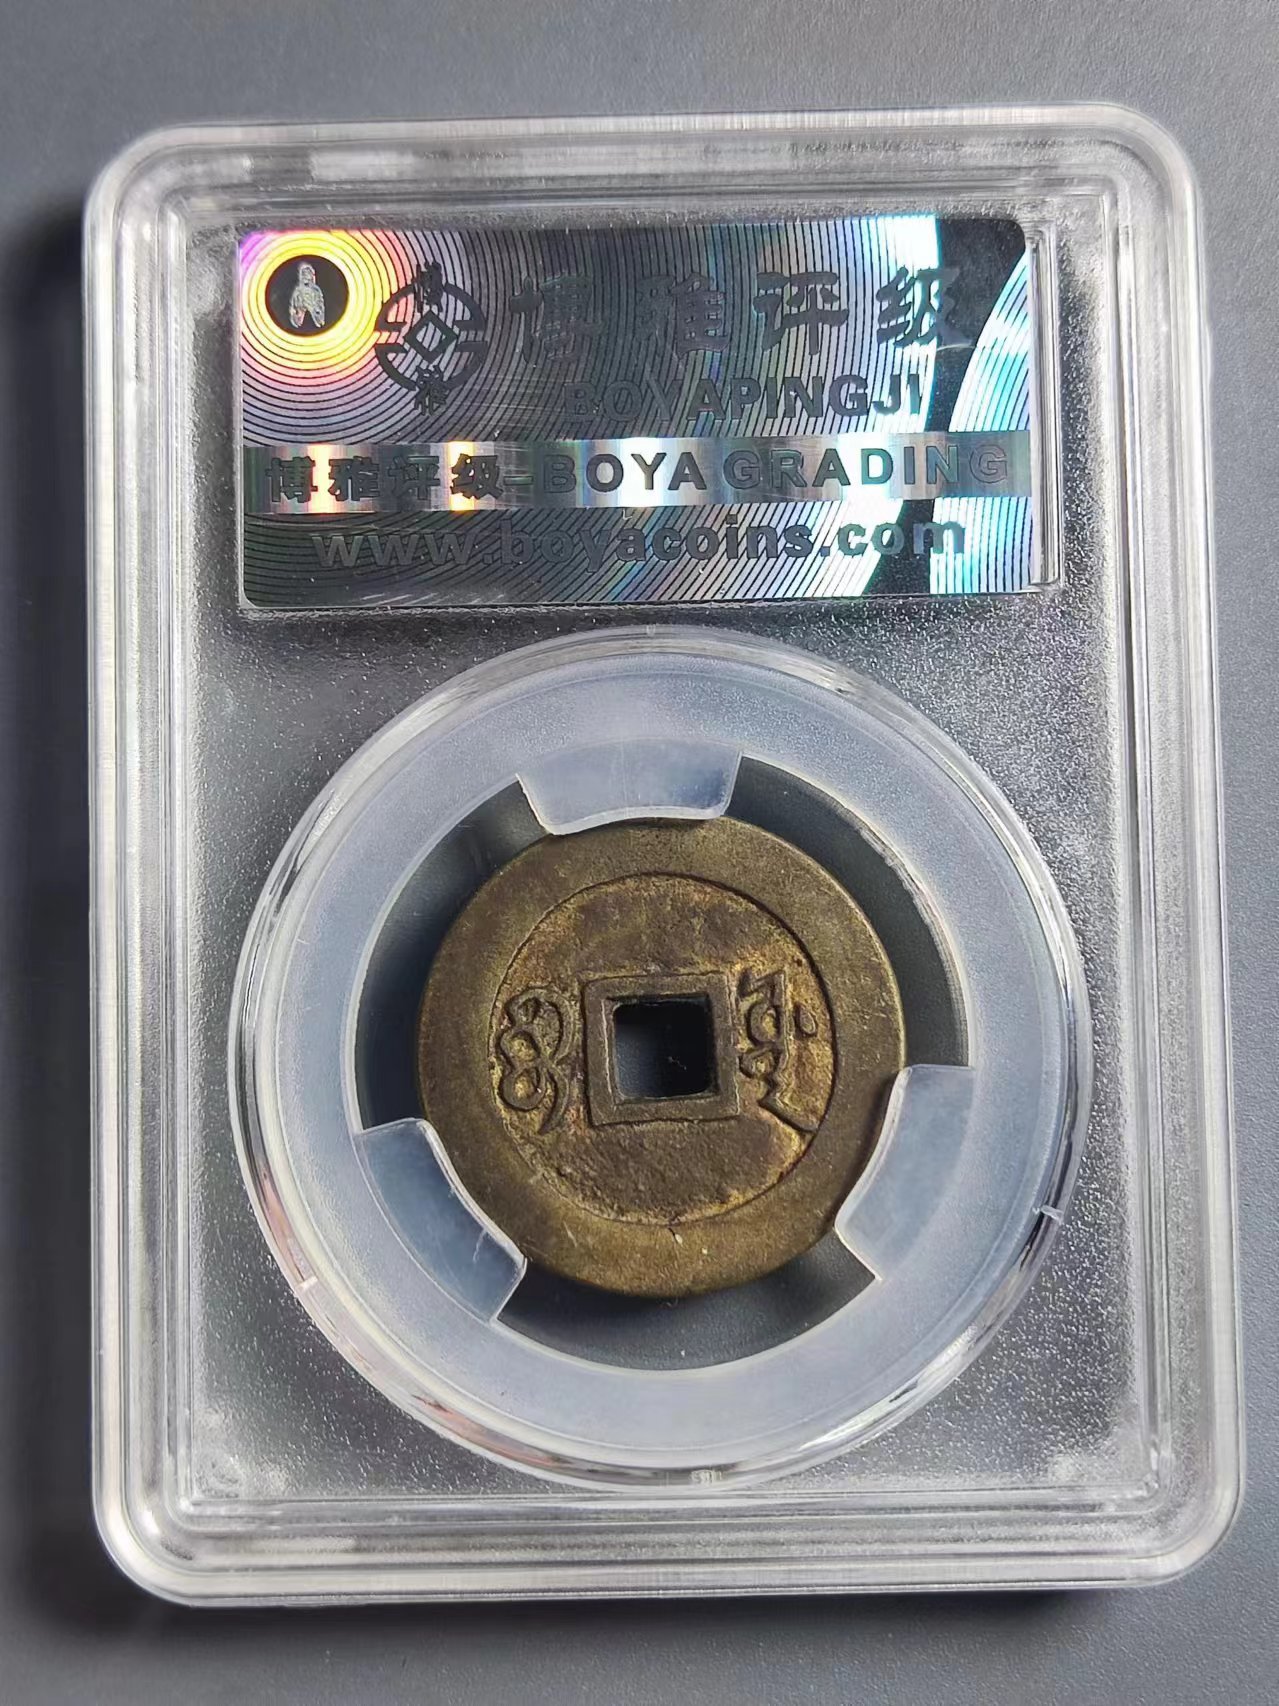 博雅评级
BOYAPINGJI
博雅评级-BOYA GRADING
www.boyacoins.com